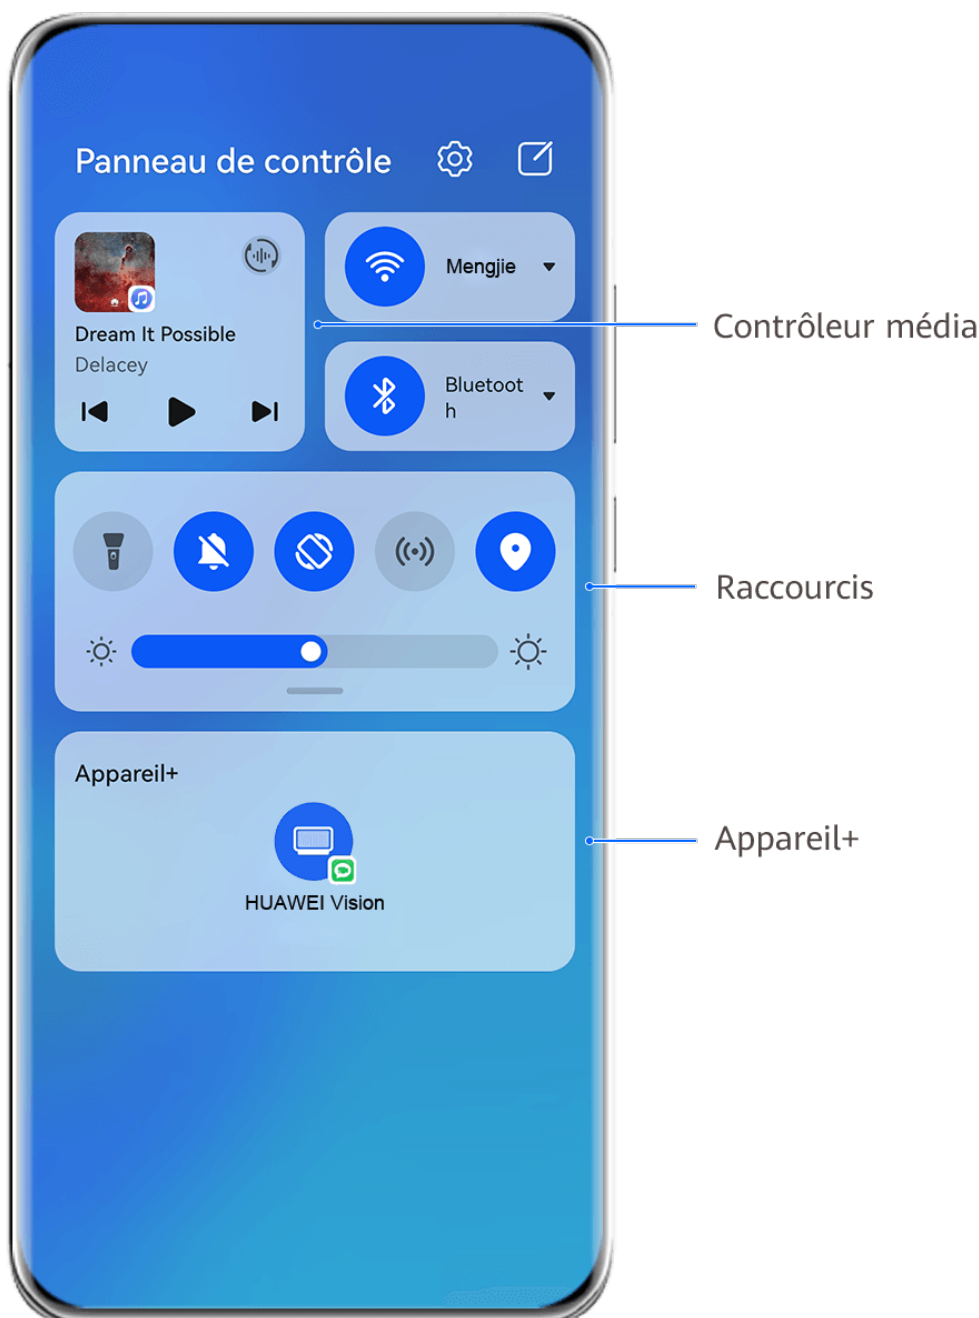 Panneau de contrôle
Mengjie
Dream It Possible
Delacey
Bluetoot
h
Contrôleur média
Raccourcis
Appareil+
HUAWEI Vision
Appareil+